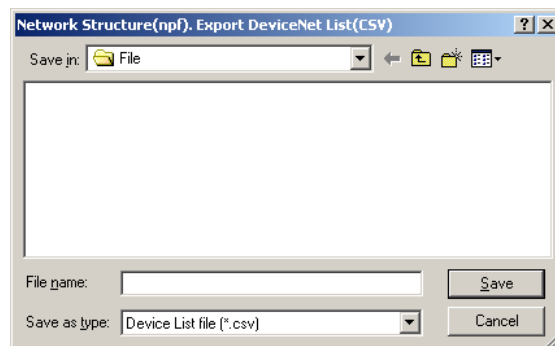 Network Structure(npf). Export DeviceNet List(CSV)
Save in: File
File name: Save
Save as type: Device List file (*.csv) Cancel